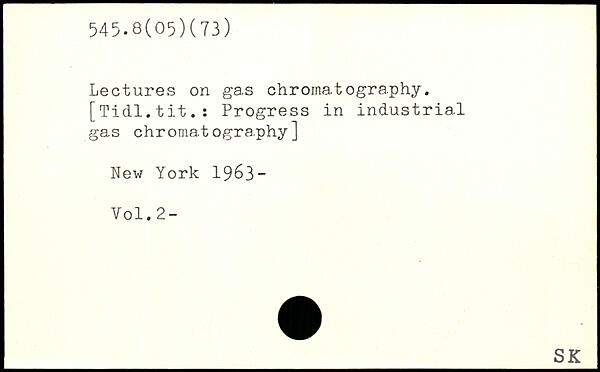 545.8(05)(73)
Lectures on gas chromatography.
[Tidl.tit.: Progress in industrial
gas chromatography]
New York 1963-
Vol.2-
SK